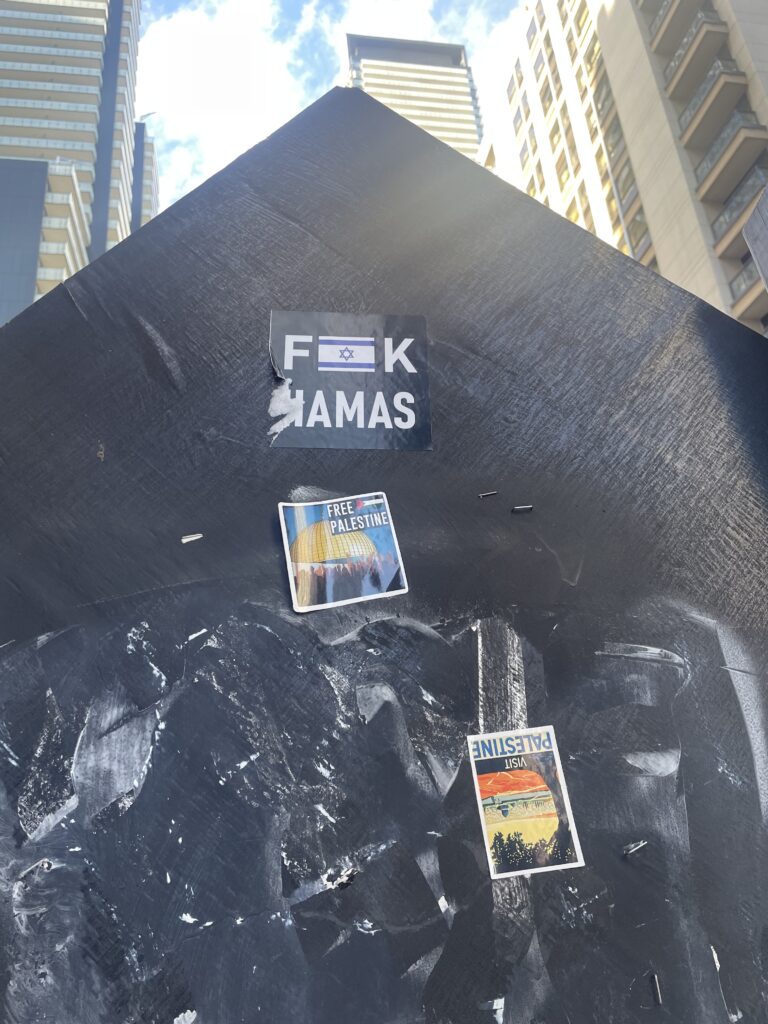 F K
HAMAS
FREE
PALESTINE
VISIT
PALESTINE